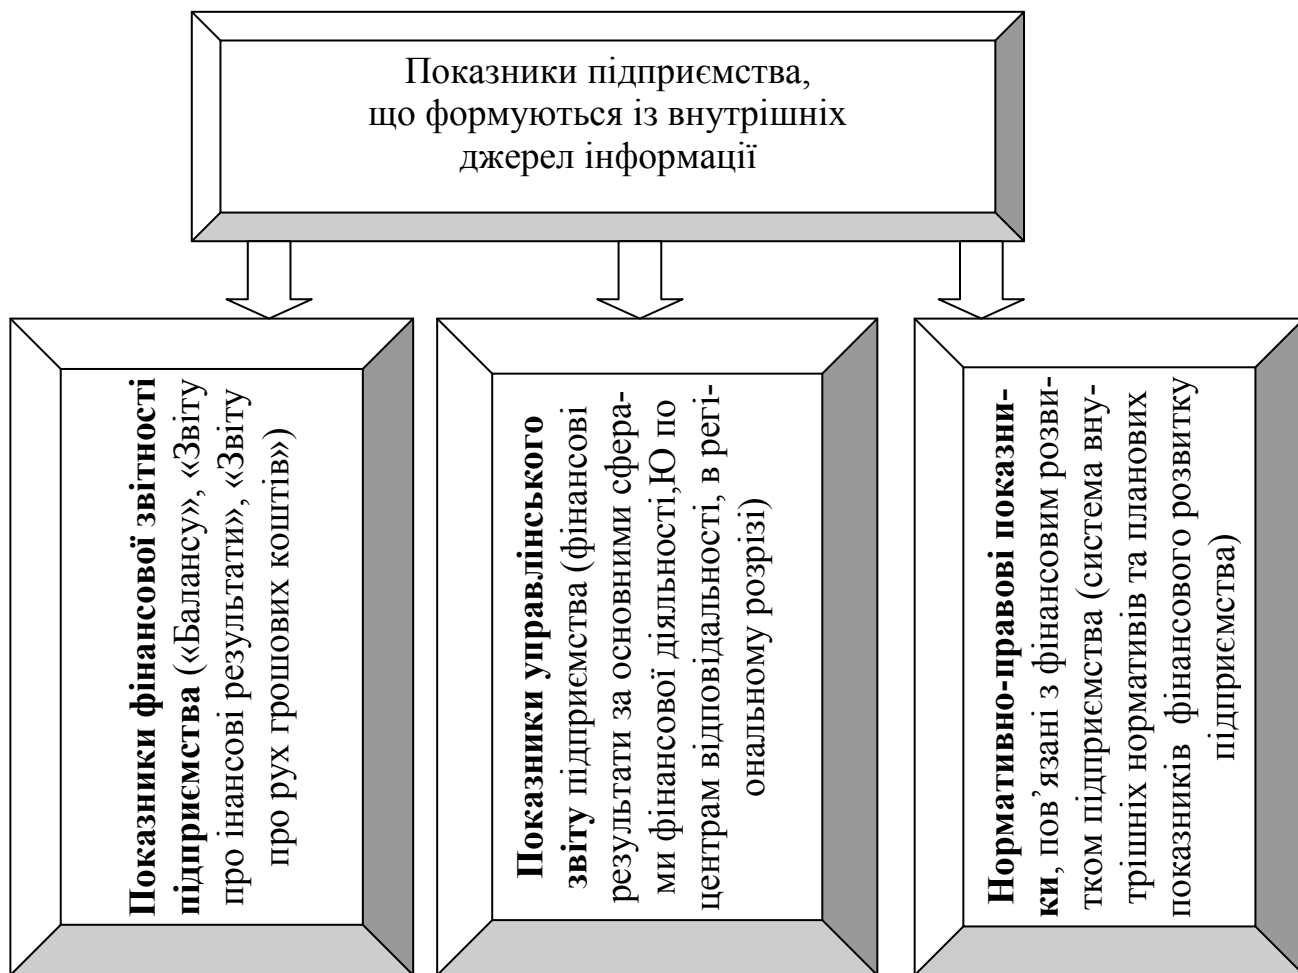 Показники підприємства,
що формуються із внутрішніх
джерел інформації
Показники фінансової звітності
підприємства («Балансу», «Звіту
про інансові результати», «Звіту
про рух грошових коштів»)
Показники управлінського
звіту підприємства (фінансові
результати за основними сфера-
ми фінансової діяльності,Ю по
центрам відповідальності, в регі-
ональному розрізі)
Нормативно-правові показни-
ки, пов’язані з фінансовим розви-
тком підприємства (система вну-
трішніх нормативів та планових
показників фінансового розвитку
підприємства)